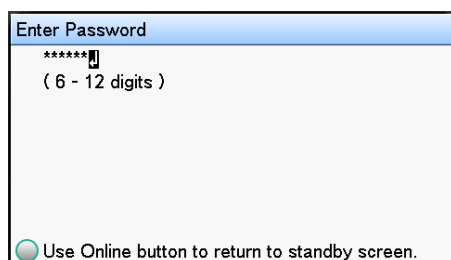 Enter Password
******↲
( 6 - 12 digits )
Use Online button to return to standby screen.